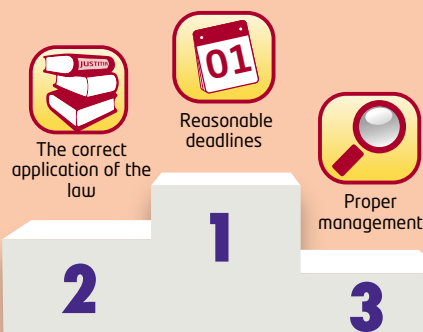 JUSTITIA
01
Reasonable
deadlines
The correct
application of the
law
Proper
management
1
2
3